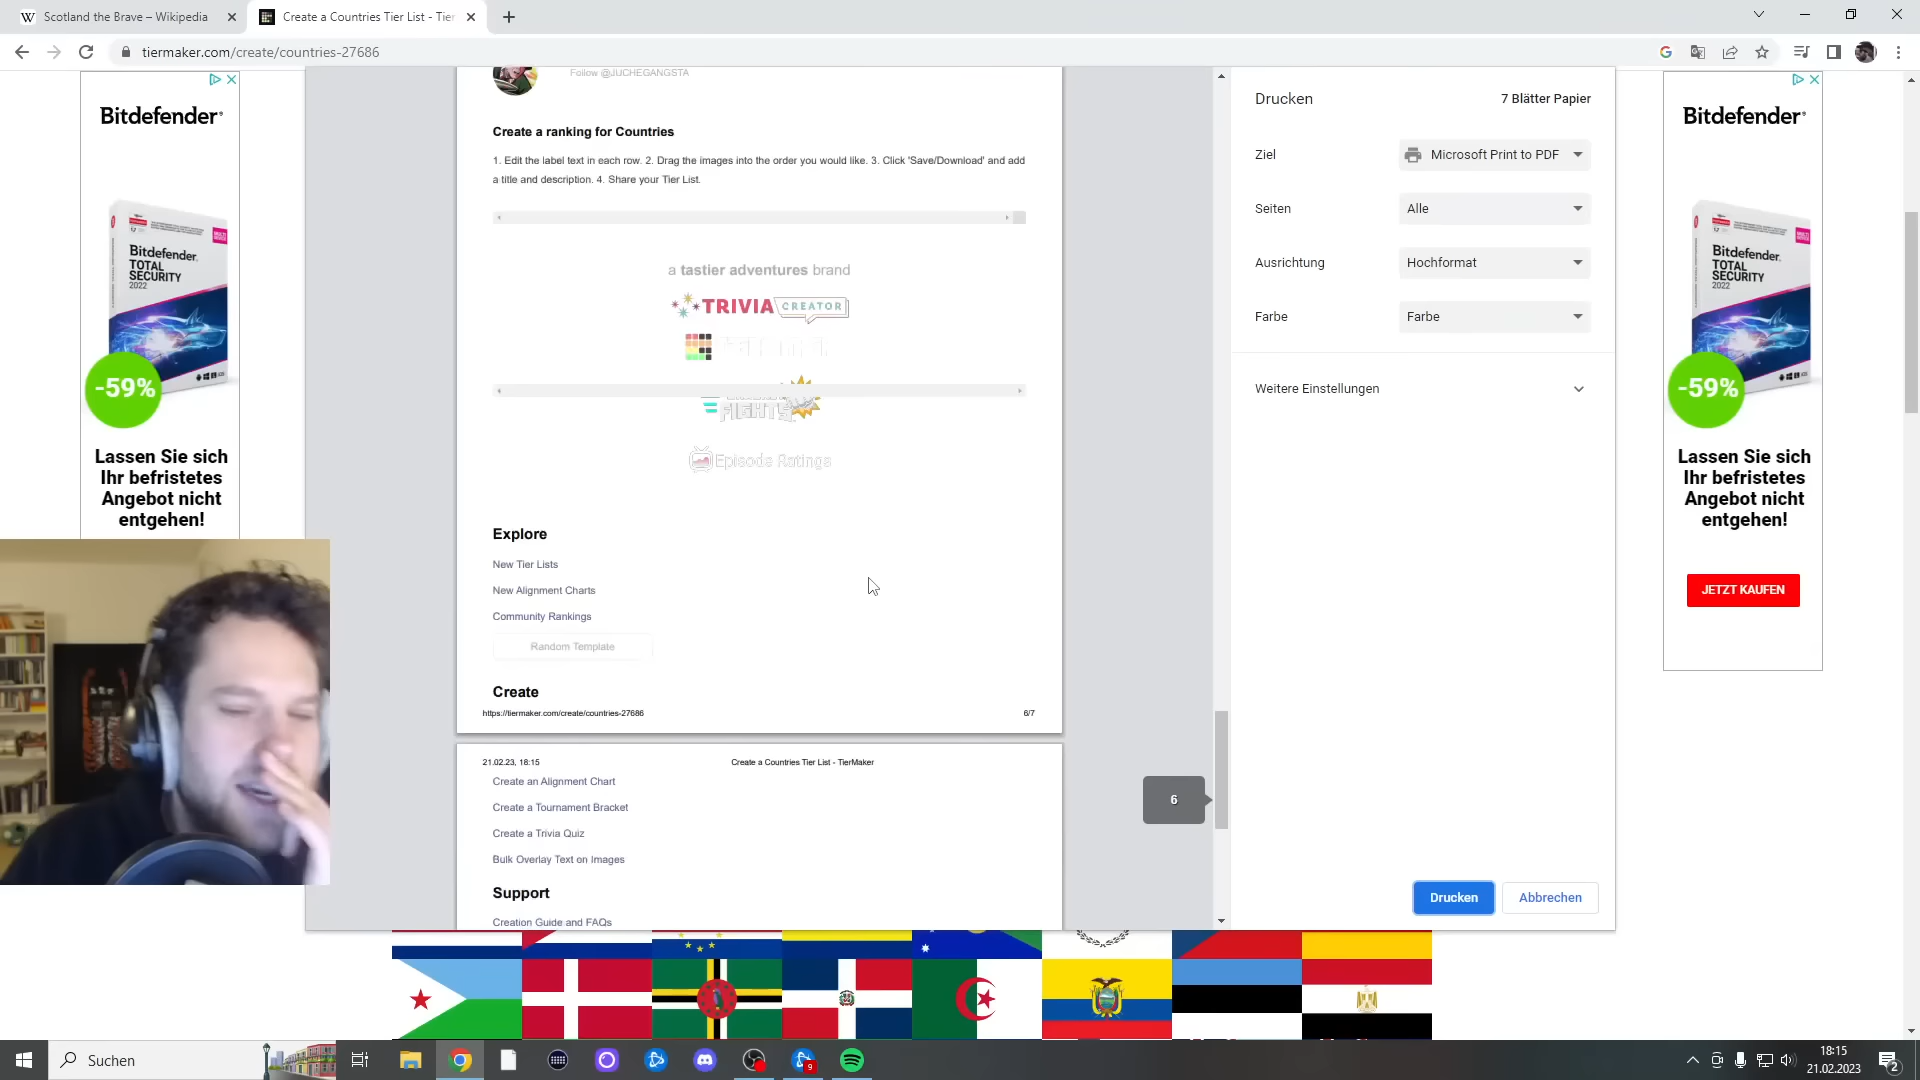 Scotland the Brave – Wikipedia
Create a Countries Tier List - Tier
tiermaker.com/create/countries-27686
Bitdefender
Bitdefender
TOTAL
SECURITY
2022
-59%
Lassen Sie sich
Ihr befristetes
Angebot nicht
entgehen!
Follow @JUCHEGANGSTA
Create a ranking for Countries
1. Edit the label text in each row. 2. Drag the images into the order you would like. 3. Click 'Save/Download' and add
a title and description. 4. Share your Tier List.
a tastier adventures brand
TRIVIA CREATOR
FIGHTS
Episode Ratings
Explore
New Tier Lists
New Alignment Charts
Community Rankings
Random Template
Create
https://tiermaker.com/create/countries-27686
6/7
21.02.23, 18:15
Create a Countries Tier List - TierMaker
Create an Alignment Chart
Create a Tournament Bracket
Create a Trivia Quiz
Bulk Overlay Text on Images
Support
Creation Guide and FAQs
6
Drucken
7 Blätter Papier
Ziel
Microsoft Print to PDF
Seiten
Alle
Ausrichtung
Hochformat
Farbe
Farbe
Weitere Einstellungen
Drucken
Abbrechen
Bitdefender
Bitdefender
TOTAL
SECURITY
2022
-59%
Lassen Sie sich
Ihr befristetes
Angebot nicht
entgehen!
JETZT KAUFEN
Suchen
9
18:15
21.02.2023
2